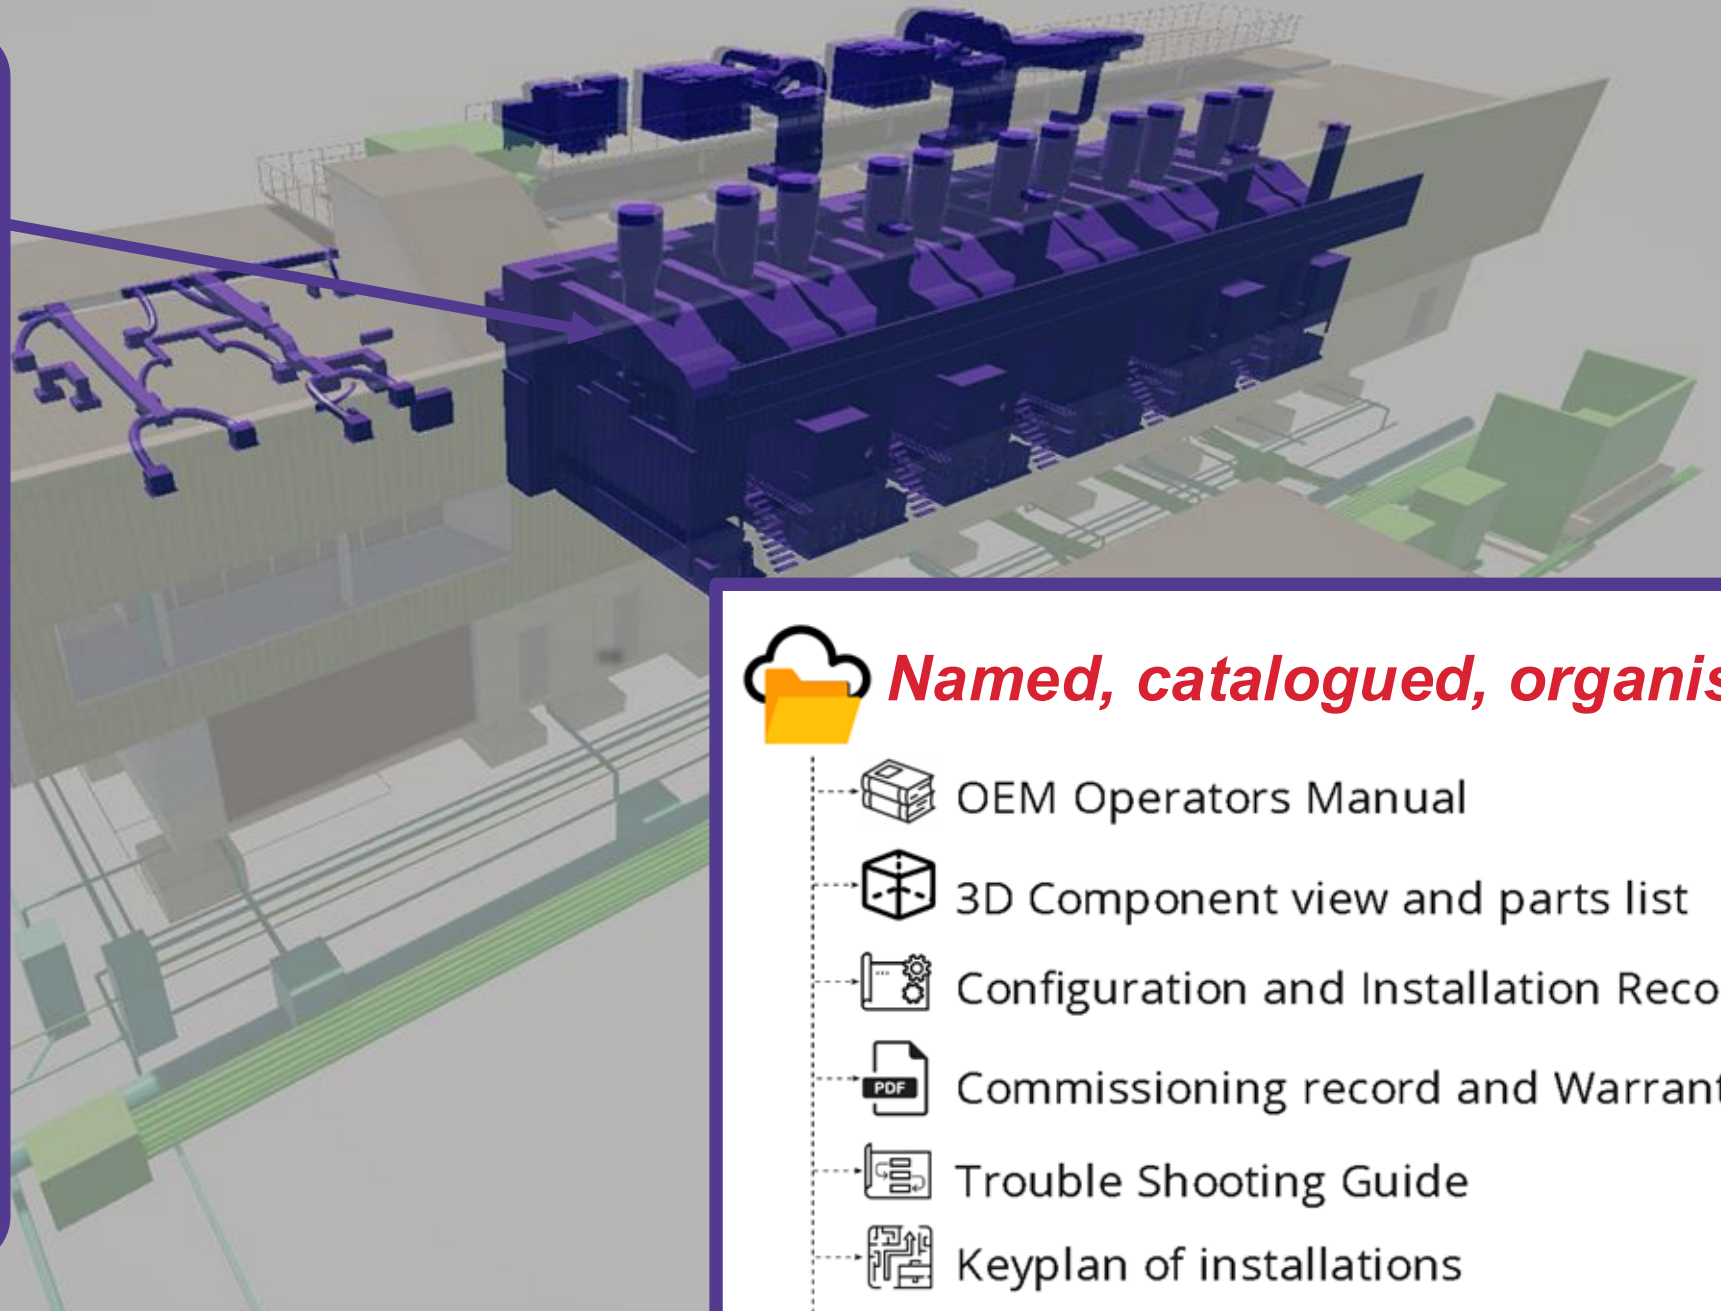 Named, catalogued, organis
OEM Operators Manual
3D Component view and parts list
Configuration and Installation Reco
PDF
Commissioning record and Warrant
Trouble Shooting Guide
Keyplan of installations